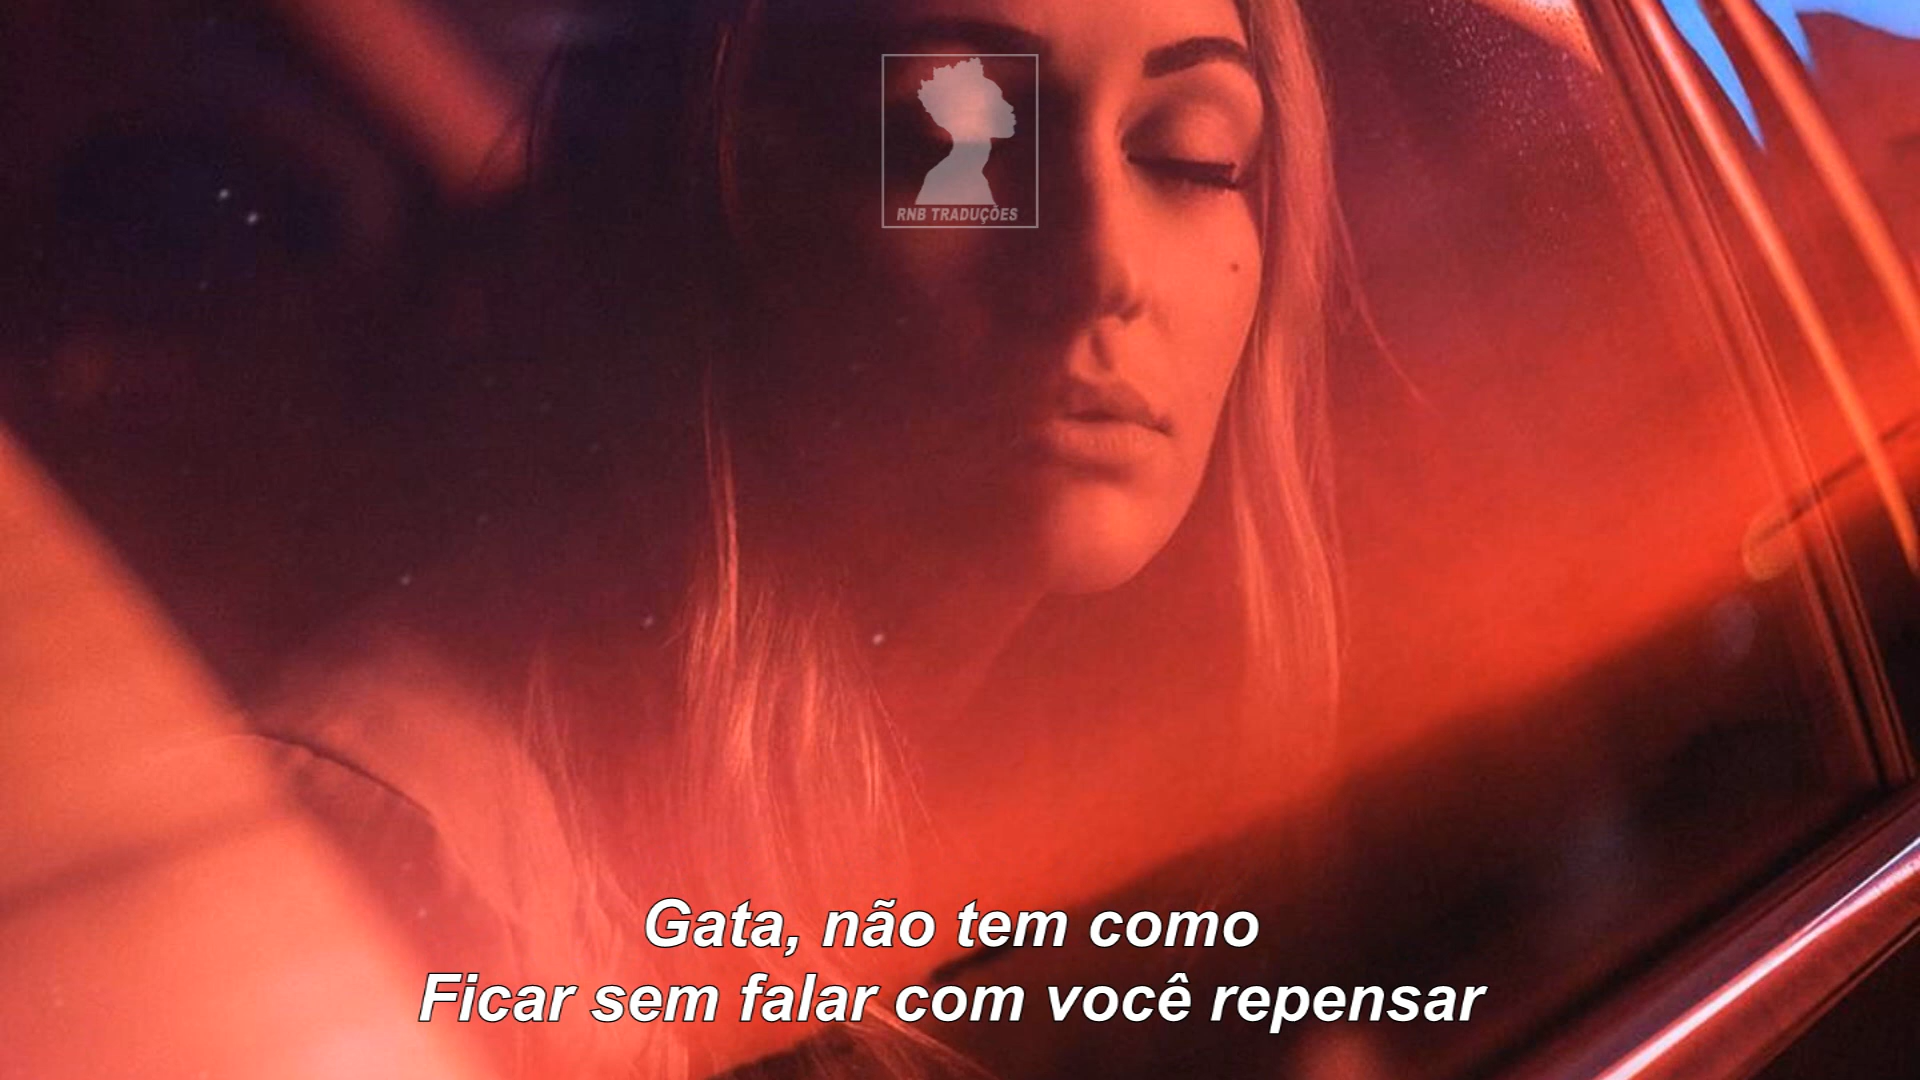 RNB TRADUÇÕES
Gata, não tem como
Ficar sem falar com você repensar